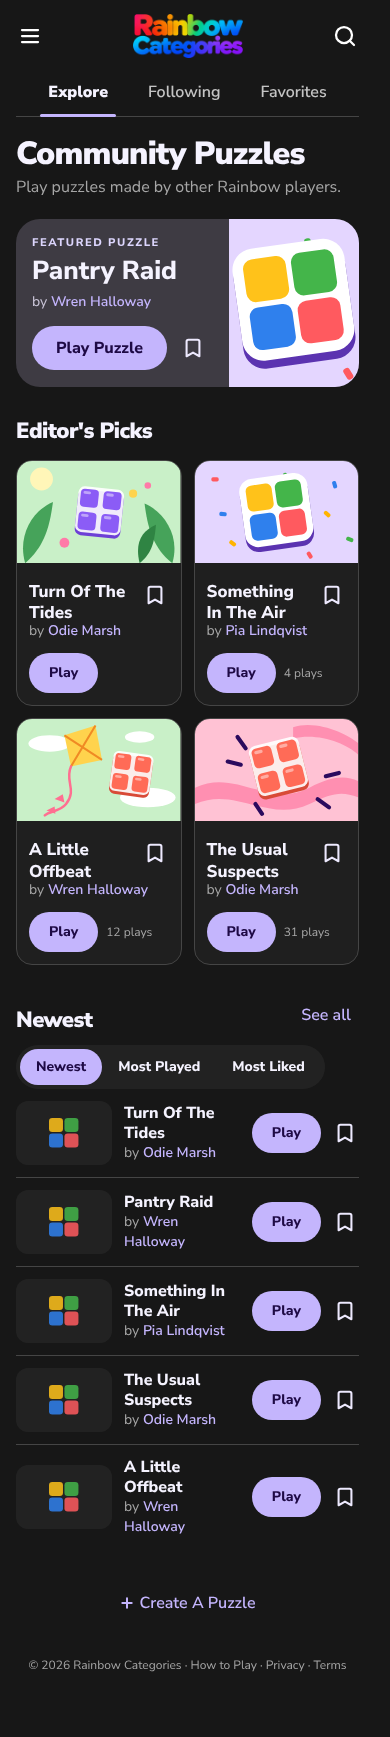 Rainbow
Categories
Explore Following Favorites
Community Puzzles
Play puzzles made by other Rainbow players.
FEATURED PUZZLE
Pantry Raid
by Wren Halloway
Play Puzzle
Editor's Picks
Turn Of The
Tides
by Odie Marsh
Play
Something
In The Air
by Pia Lindqvist
Play 4 plays
A Little
Offbeat
by Wren Halloway
Play 12 plays
The Usual
Suspects
by Odie Marsh
Play 31 plays
Newest See all
Newest Most Played Most Liked
Turn Of The
Tides
by Odie Marsh
Play
Pantry Raid
by Wren
Halloway
Play
Something In
The Air
by Pia Lindqvist
Play
The Usual
Suspects
by Odie Marsh
Play
A Little
Offbeat
by Wren
Halloway
Play
+ Create A Puzzle
© 2026 Rainbow Categories · How to Play · Privacy · Terms